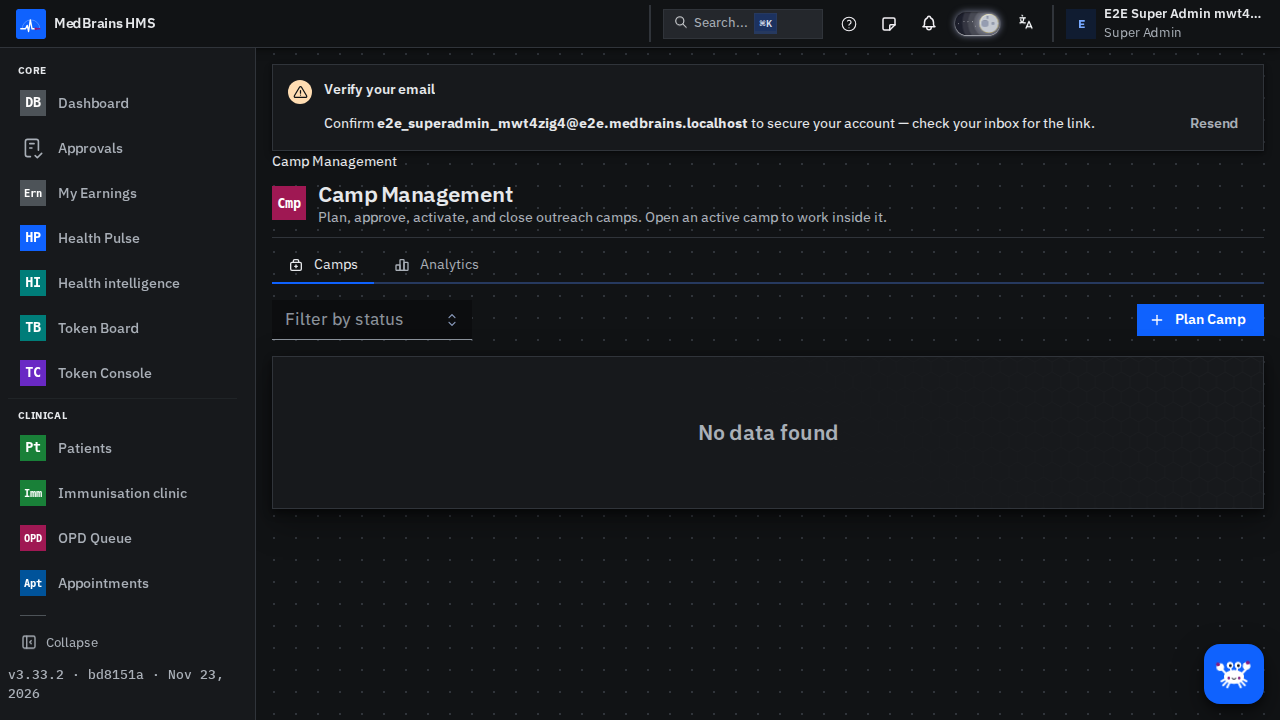 MedBrains HMS
Search...
⌘K
E
E2E Super Admin mwt4...
Super Admin
CORE
DB Dashboard
Approvals
Ern My Earnings
HP Health Pulse
HI Health intelligence
TB Token Board
TC Token Console
CLINICAL
Pt Patients
Imm Immunisation clinic
OPD OPD Queue
Apt Appointments
Collapse
v3.33.2 · bd8151a · Nov 23,
2026
Verify your email
Confirm e2e_superadmin_mwt4zig4@e2e.medbrains.localhost to secure your account — check your inbox for the link.
Resend
Camp Management
Cmp
Camp Management
Plan, approve, activate, and close outreach camps. Open an active camp to work inside it.
Camps
Analytics
Filter by status
Plan Camp
No data found